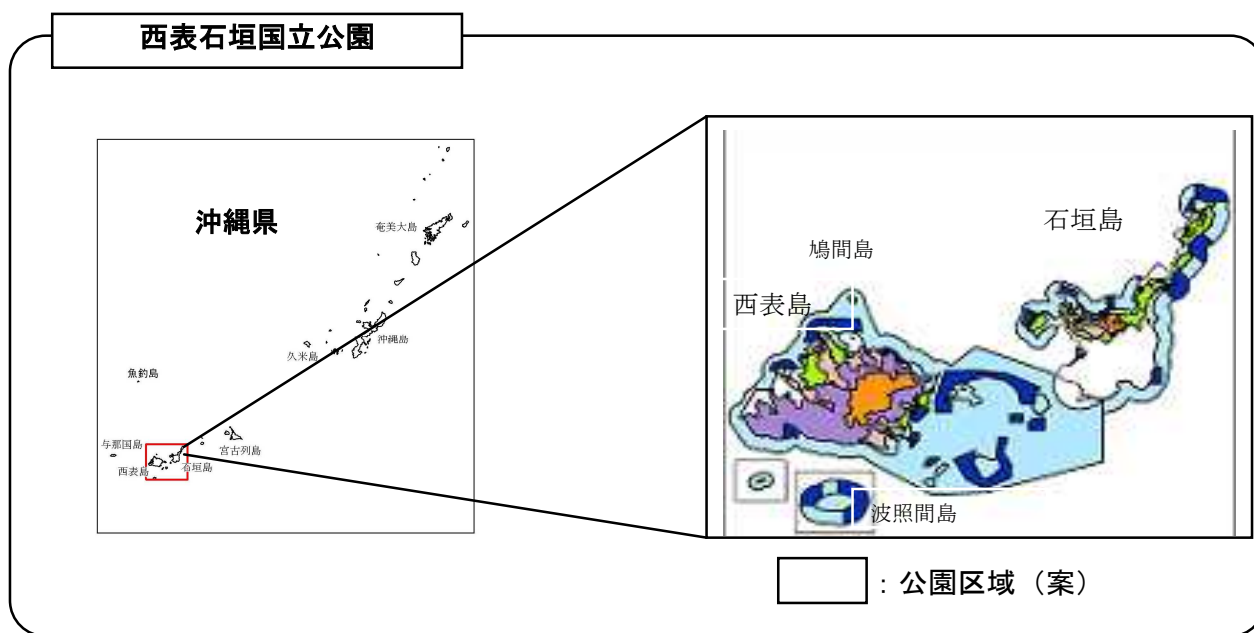 西表石垣国立公園
沖縄県
奄美大島
沖縄島
久米島
魚釣島
与那国島
宮古列島
西表島
石垣島
石垣島
鳩間島
西表島
波照間島
：公園区域（案）